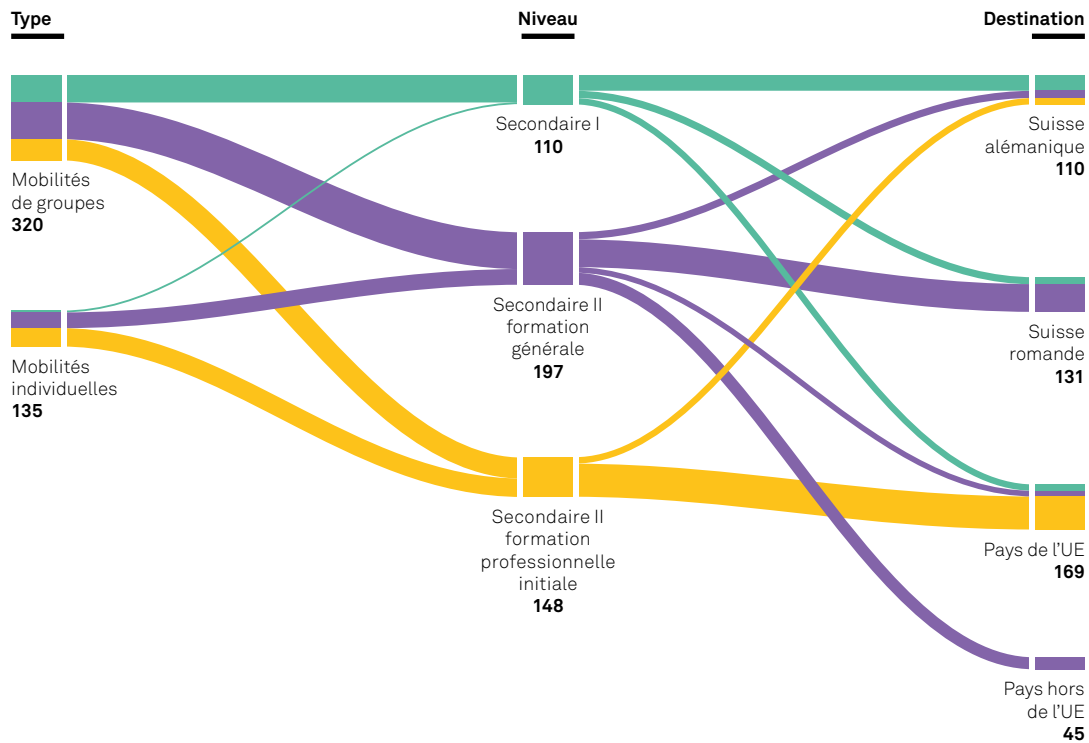 Type
Niveau
Destination
Mobilités
de groupes
320
Mobilités
individuelles
135
Secondaire I
110
Secondaire II
formation
générale
197
Secondaire II
formation
professionnelle
initiale
148
Suisse
alémanique
110
Suisse
romande
131
Pays de l'UE
169
Pays hors
de l'UE
45